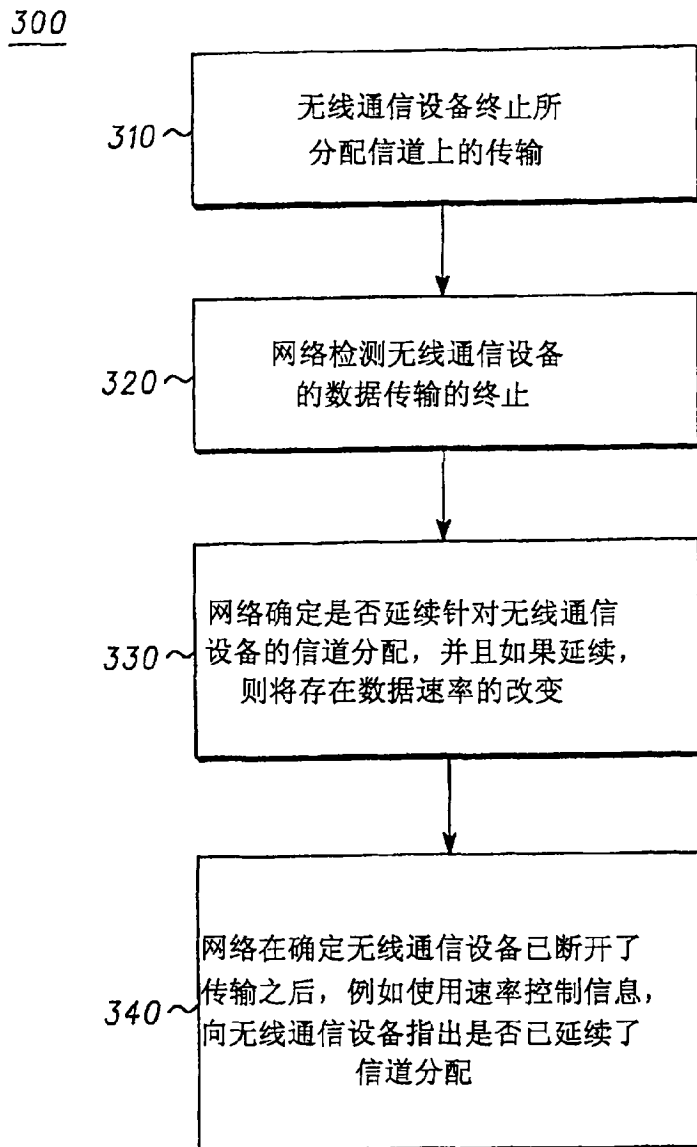 300
310
无线通信设备终止所
分配信道上的传输
320
网络检测无线通信设备
的数据传输的终止
330
网络确定是否延续针对无线通信
设备的信道分配，并且如果延续，
则将存在数据速率的改变
340
网络在确定无线通信设备已断开了
传输之后，例如使用速率控制信息，
向无线通信设备指出是否已延续了
信道分配